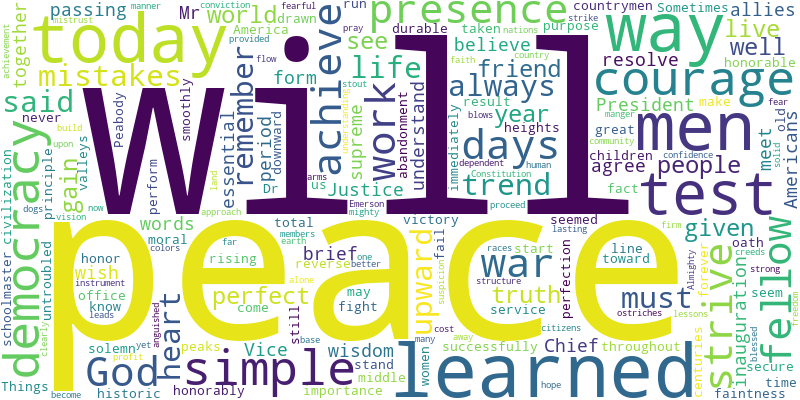 together
passing
Mr
world
drawn
America
presence
Sometimes
countrymen
allies
way
live
well
today
mistakes
said
never
Peabody
smoothly
will
achieve
remember
form
period
essential
downward
perform
Dr
see
life
friend
believe
always
work
supreme
us
Justice
year
days
heights
trend
understand
abandonment
result
immediately
courage
resolve
honorable
President
make
great
old
fear
men
meet
Americans
children
manger
people
agree
test
fact
democracy
gain
valleys
principle
civilization
schoolmaster
untroubled
dogs
now
vision
words
moral
honor
wish
office
know
peace
war
upward
truth
perfect
brief
reverse
rising
total
victory
seemed
fail
start
line
toward
perfection
service
must
given
oath
inauguration
forever
seem
strive
fellow
God
heart
simple
learned
Vice
wisdom
Chief
throughout
successfully
importance
middle
honorably
historic
solemn
peaks
Things
women
stand
fight
may
till
come
centuries
secure
time
faintness
mistrust
conviction
manner
fearful
provided
flow
pray
run
durable
taken
purpose
stout
faith
nations
country
strike
blows
dependent
human
Constitution
proceed
community
confidence
solid
achievement
build
upon
land
approach
understanding
arms
Emerson
mighty
members
earth
one
better
far
alone
colors
instrument
leads
clearly
yet
profit
become
anguished
base
many
cost
away
suspicion
races
structure
lasting
ostriches
citizens
hope
firm
creeds
strong
Almighty
lessons
blessed
freedom